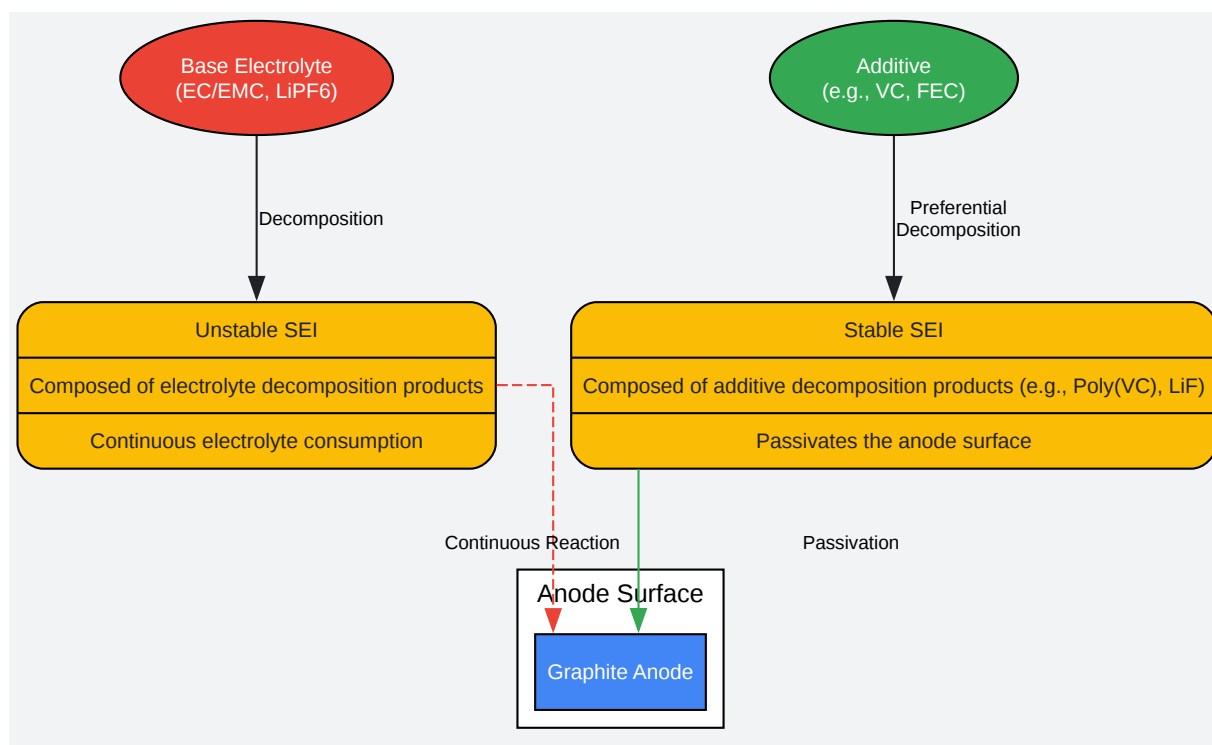 Base Electrolyte
(EC/EMC, LiPF6)
Additive
(e.g., VC, FEC)
Decomposition
Preferential
Decomposition
Unstable SEI
Composed of electrolyte decomposition products
Continuous electrolyte consumption
Stable SEI
Composed of additive decomposition products (e.g., Poly(VC), LiF)
Passivates the anode surface
Continuous Reaction
Passivation
Anode Surface
Graphite Anode